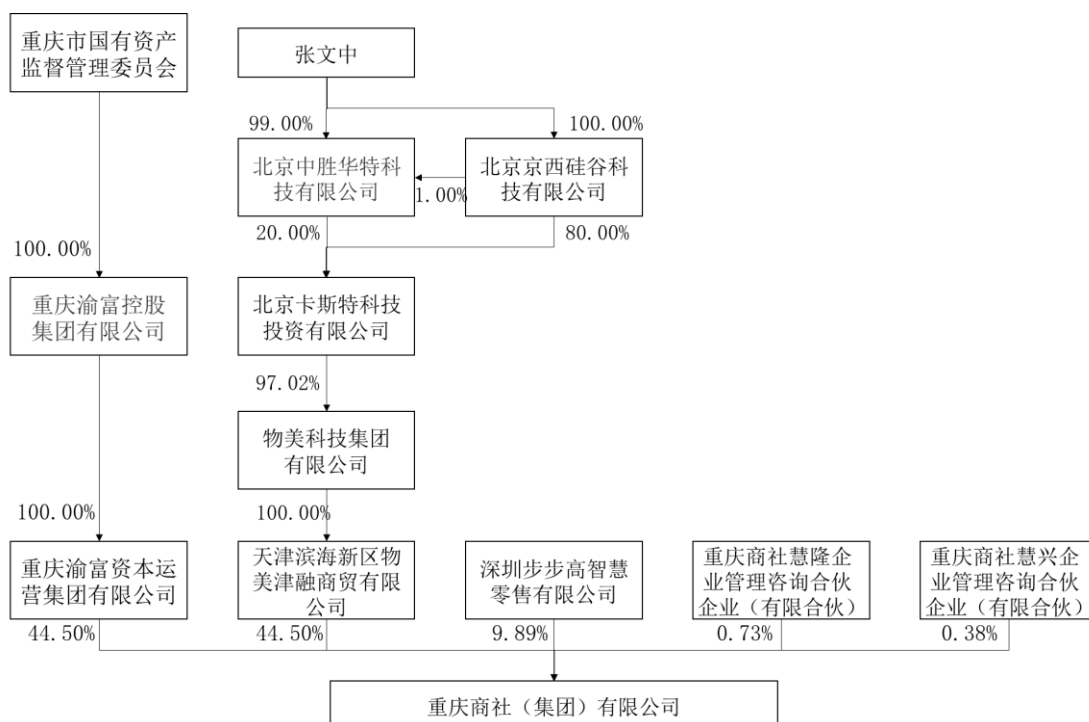 重庆市国有资产
监督管理委员会
张文中
99.00%
100.00%
北京中胜华特科
技有限公司
1.00%
北京京西硅谷科
技有限公司
20.00%
80.00%
100.00%
重庆渝富控股
集团有限公司
北京卡斯特科技
投资有限公司
97.02%
物美科技集团
有限公司
100.00%
100.00%
重庆渝富资本运
营集团有限公司
天津滨海新区物
美津融商贸有限
公司
深圳步步高智慧
零售有限公司
重庆商社慧隆企
业管理咨询合伙
企业（有限合伙）
重庆商社慧兴企
业管理咨询合伙
企业（有限合伙）
44.50%
44.50%
9.89%
0.73%
0.38%
重庆商社（集团）有限公司